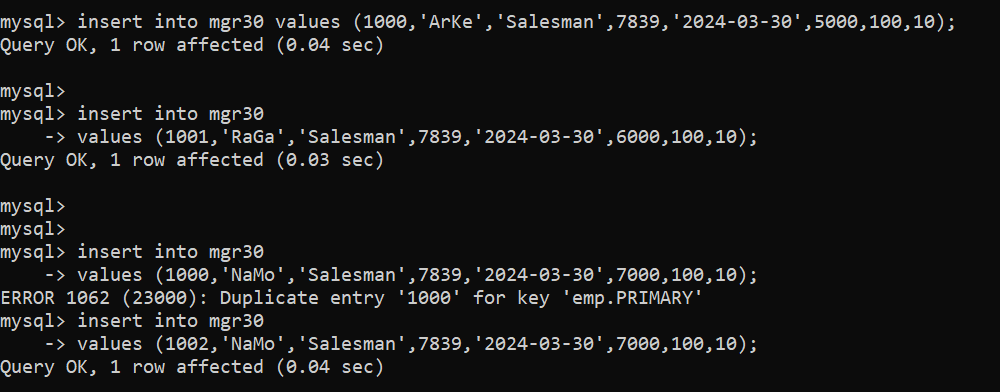 mysql> insert into mgr30 values (1000,'ArKe','Salesman',7839,'2024-03-30',5000,100,10);
Query OK, 1 row affected (0.04 sec)
mysql>
mysql> insert into mgr30
    -> values (1001,'RaGa','Salesman',7839,'2024-03-30',6000,100,10);
Query OK, 1 row affected (0.03 sec)
mysql>
mysql>
mysql> insert into mgr30
    -> values (1000,'NaMo','Salesman',7839,'2024-03-30',7000,100,10);
ERROR 1062 (23000): Duplicate entry '1000' for key 'emp.PRIMARY'
mysql> insert into mgr30
    -> values (1002,'NaMo','Salesman',7839,'2024-03-30',7000,100,10);
Query OK, 1 row affected (0.04 sec)